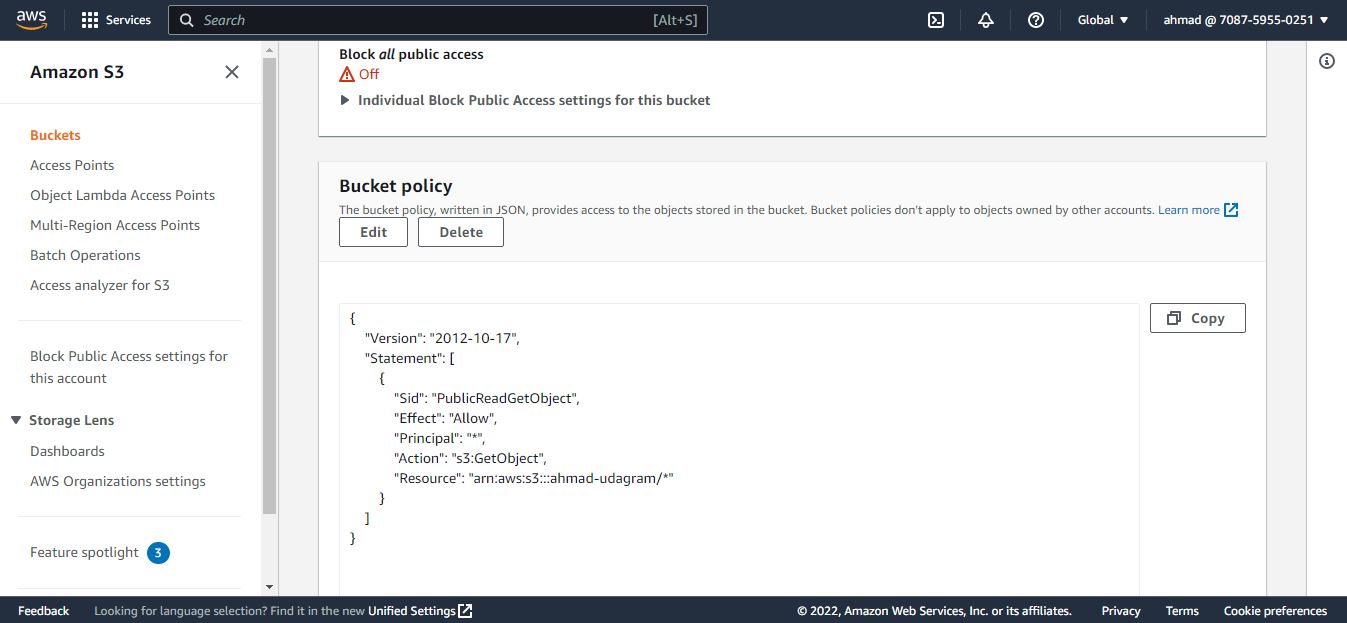 aws
Services
Search
[Alt+S]
Global
ahmad @ 7087-5955-0251
Amazon S3
Buckets
Access Points
Object Lambda Access Points
Multi-Region Access Points
Batch Operations
Access analyzer for S3
Block Public Access settings for
this account
Storage Lens
Dashboards
AWS Organizations settings
Feature spotlight 3
Block all public access
Off
Individual Block Public Access settings for this bucket
Bucket policy
The bucket policy, written in JSON, provides access to the objects stored in the bucket. Bucket policies don't apply to objects owned by other accounts. Learn more
Edit
Delete
Copy
{
"Version": "2012-10-17",
"Statement": [
{
"Sid": "PublicReadGetObject",
"Effect": "Allow",
"Principal": "*",
"Action": "s3:GetObject",
"Resource": "arn:aws:s3:::ahmad-udagram/*"
}
]
}
Feedback
Looking for language selection? Find it in the new Unified Settings
© 2022, Amazon Web Services, Inc. or its affiliates.
Privacy
Terms
Cookie preferences